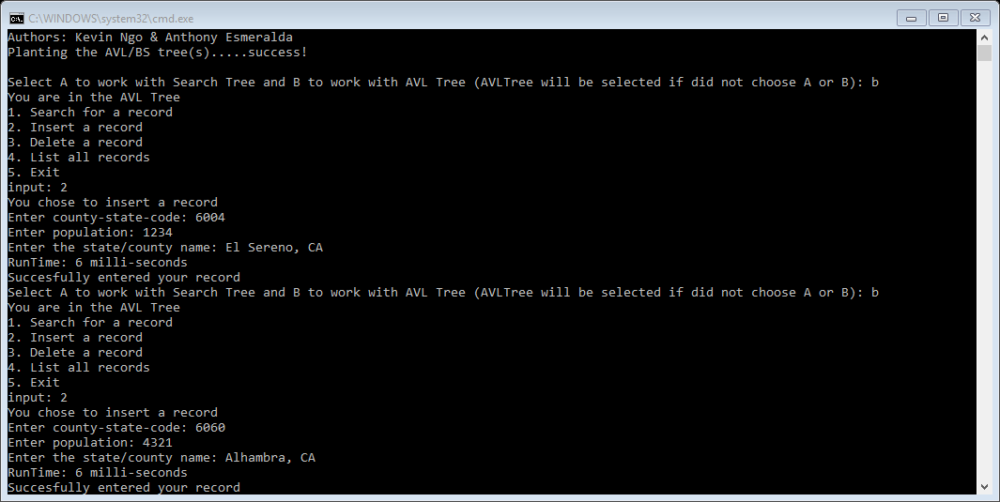 C:\WINDOWS\system32\cmd.exe
Authors: Kevin Ngo & Anthony Esmeralda
Planting the AVL/BS tree(s).....success!
Select A to work with Search Tree and B to work with AVL Tree (AVLTree will be selected if did not choose A or B): b
You are in the AVL Tree
1. Search for a record
2. Insert a record
3. Delete a record
4. List all records
5. Exit
input: 2
You chose to insert a record
Enter county-state-code: 6004
Enter population: 1234
Enter the state/county name: El Sereno, CA
RunTime: 6 milli-seconds
Succesfully entered your record
Select A to work with Search Tree and B to work with AVL Tree (AVLTree will be selected if did not choose A or B): b
You are in the AVL Tree
1. Search for a record
2. Insert a record
3. Delete a record
4. List all records
5. Exit
input: 2
You chose to insert a record
Enter county-state-code: 6060
Enter population: 4321
Enter the state/county name: Alhambra, CA
RunTime: 6 milli-seconds
Succesfully entered your record